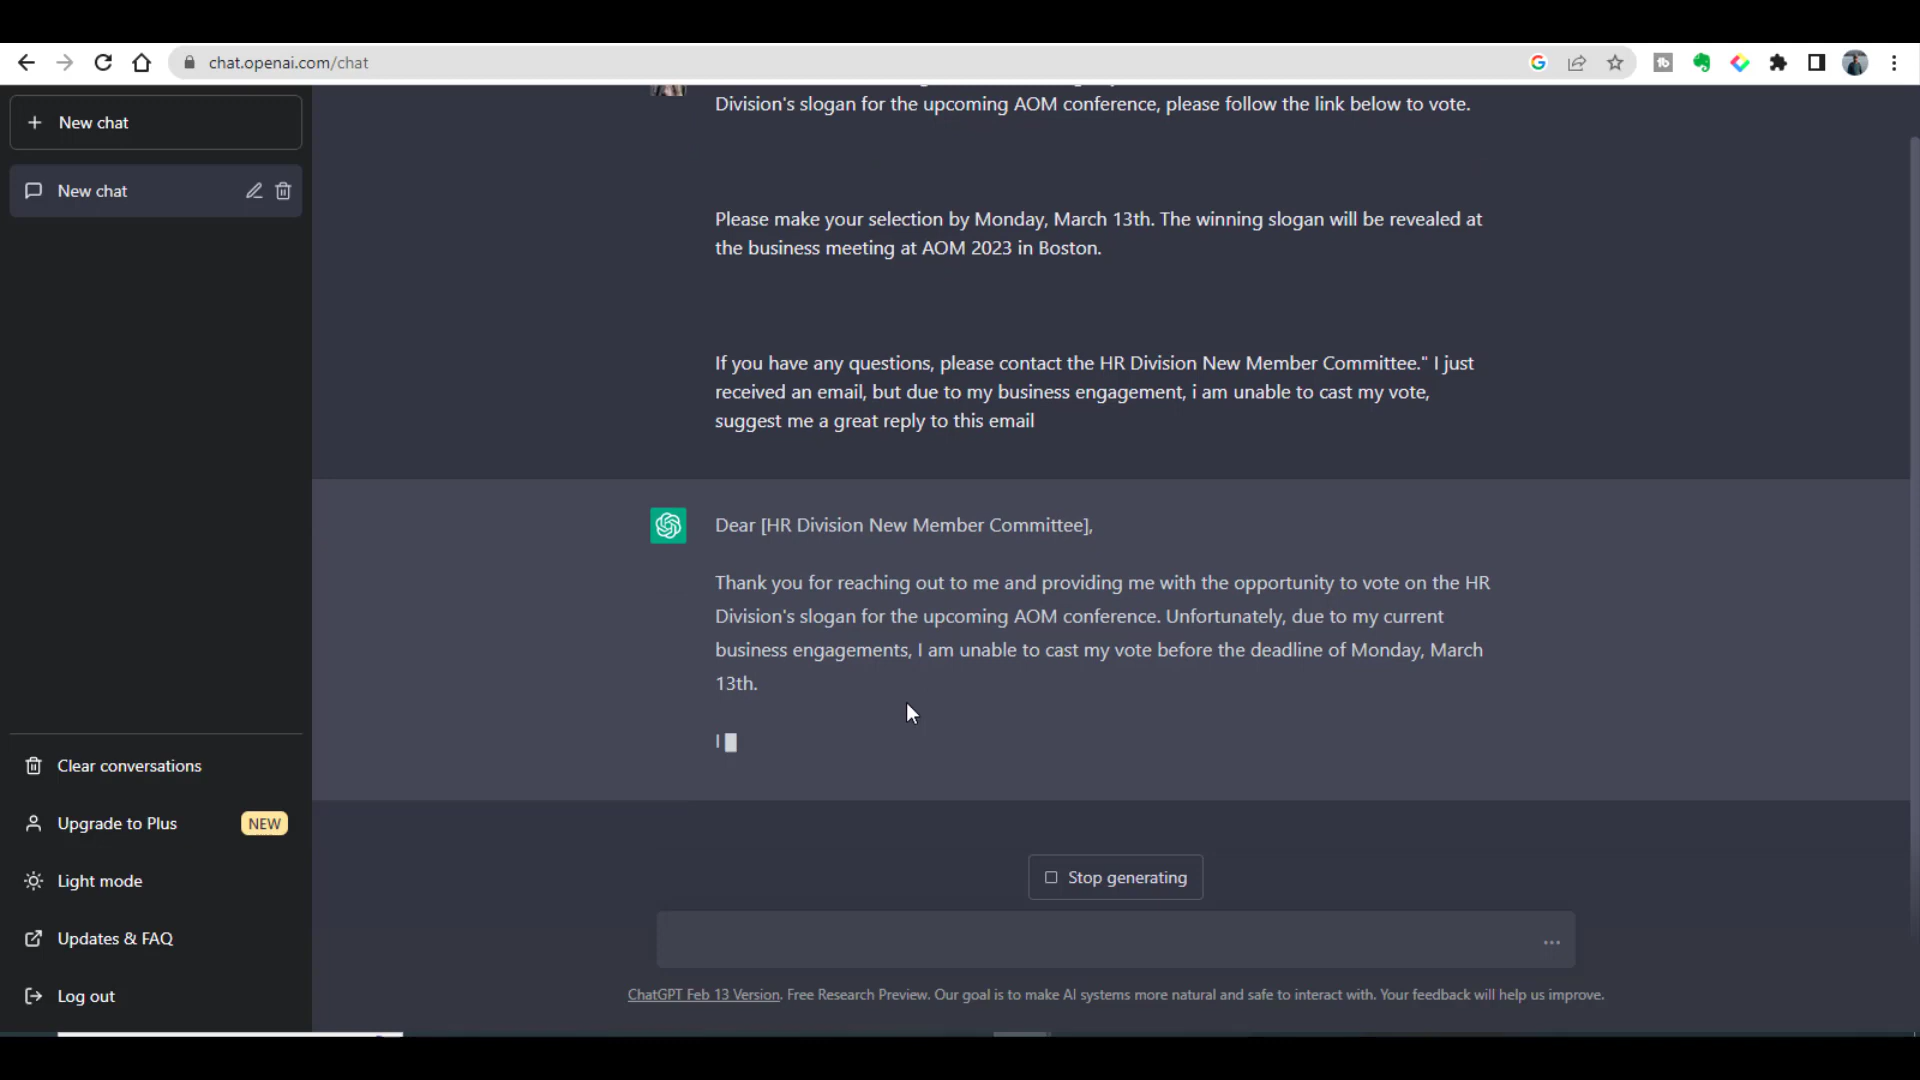 chat.openai.com/chat
New chat
New chat
Division's slogan for the upcoming AOM conference, please follow the link below to vote.
Please make your selection by Monday, March 13th. The winning slogan will be revealed at
the business meeting at AOM 2023 in Boston.
If you have any questions, please contact the HR Division New Member Committee." I just
received an email, but due to my business engagement, i am unable to cast my vote,
suggest me a great reply to this email
Dear [HR Division New Member Committee],
Thank you for reaching out to me and providing me with the opportunity to vote on the HR
Division's slogan for the upcoming AOM conference. Unfortunately, due to my current
business engagements, I am unable to cast my vote before the deadline of Monday, March
13th.
I
Clear conversations
Upgrade to Plus NEW
Light mode
Updates & FAQ
Log out
Stop generating
ChatGPT Feb 13 Version. Free Research Preview. Our goal is to make AI systems more natural and safe to interact with. Your feedback will help us improve.